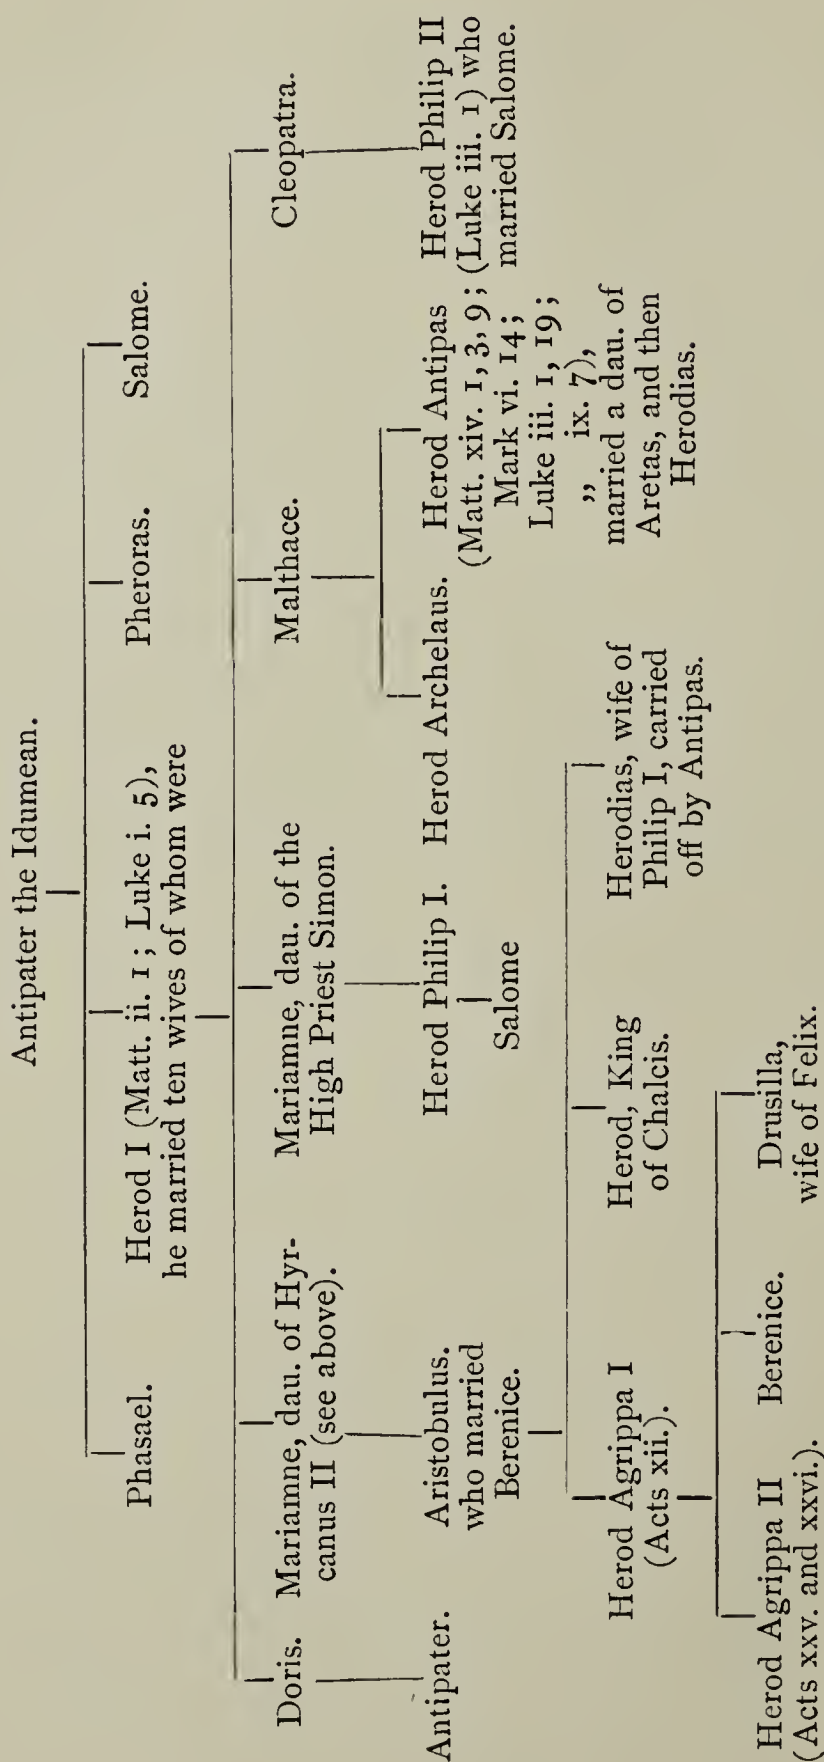 Antipater the Idumean.
Phasael.
Herod I (Matt. ii. 1; Luke i. 5),
he married ten wives of whom were
Pheroras.
Salome.
Doris.
Mariamne, dau. of Hyr-
canus II (see above).
Mariamne, dau. of the
High Priest Simon.
Malthace.
Cleopatra.
Antipater.
Aristobulus.
who married
Berenice.
Herod Philip I.
Salome
Herod Archelaus.
Herod Antipas
(Matt. xiv. 1, 3, 9;
Mark vi. 14;
Luke iii. 1, 19;
,, ix. 7),
married a dau. of
Aretas, and then
Herodias.
Herod Philip II
(Luke iii. 1) who
married Salome.
Herod Agrippa I
(Acts xii.).
Herod, King
of Chalcis.
Herodias, wife of
Philip I, carried
off by Antipas.
Herod Agrippa II
(Acts xxv. and xxvi.).
Berenice.
Drusilla,
wife of Felix.